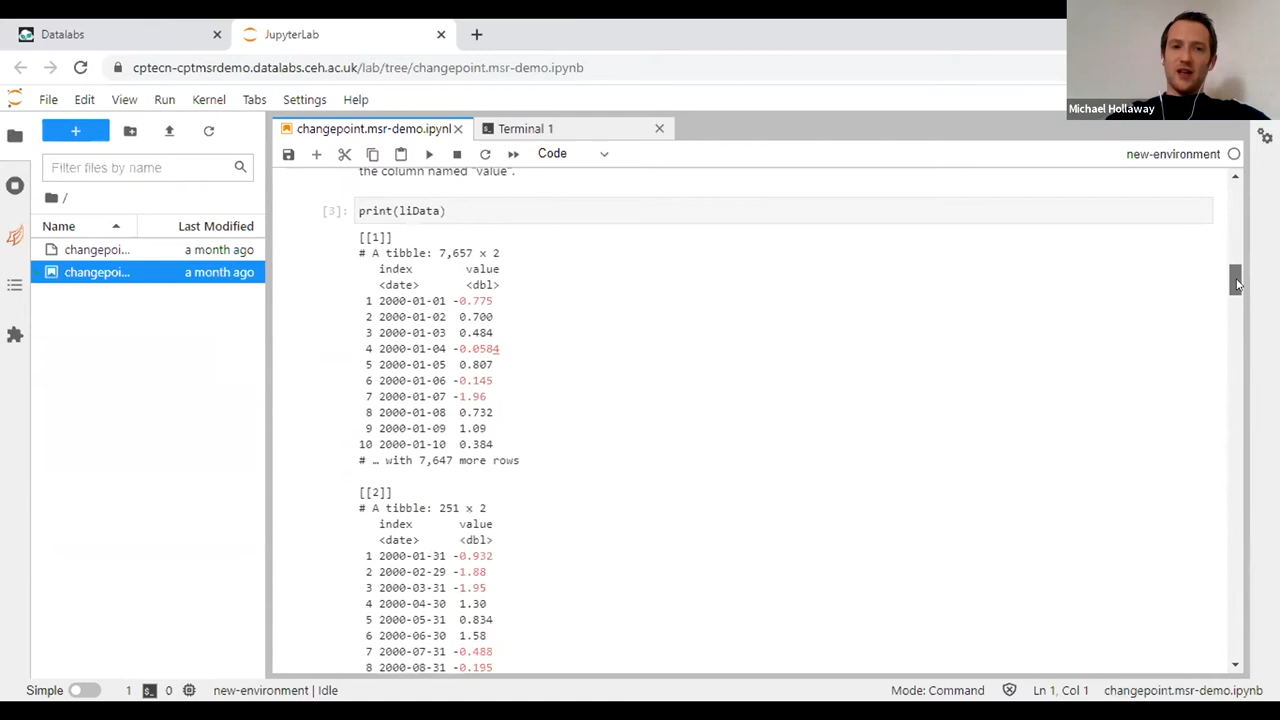 Datalabs
JupyterLab
cptecn-cptmsrdemo.datalabs.ceh.ac.uk/lab/tree/changepoint.msr-demo.ipynb
Michael Hollaway
File Edit View Run Kernel Tabs Settings Help
changepoint.msr-demo.ipynl
Terminal 1
Code
new-environment
Filter files by name
/
Name Last Modified
changepoi... a month ago
changepoi... a month ago
the column named "value".
[3]: print(liData)
[[1]]
# A tibble: 7,657 x 2
index value
<date> <dbl>
1 2000-01-01 -0.775
2 2000-01-02 0.700
3 2000-01-03 0.484
4 2000-01-04 -0.0584
5 2000-01-05 0.807
6 2000-01-06 -0.145
7 2000-01-07 -1.96
8 2000-01-08 0.732
9 2000-01-09 1.09
10 2000-01-10 0.384
# … with 7,647 more rows
[[2]]
# A tibble: 251 x 2
index value
<date> <dbl>
1 2000-01-31 -0.932
2 2000-02-29 -1.88
3 2000-03-31 -1.95
4 2000-04-30 1.30
5 2000-05-31 0.834
6 2000-06-30 1.58
7 2000-07-31 -0.488
8 2000-08-31 -0.195
Simple 1 0 new-environment | Idle Mode: Command Ln 1, Col 1 changepoint.msr-demo.ipynb